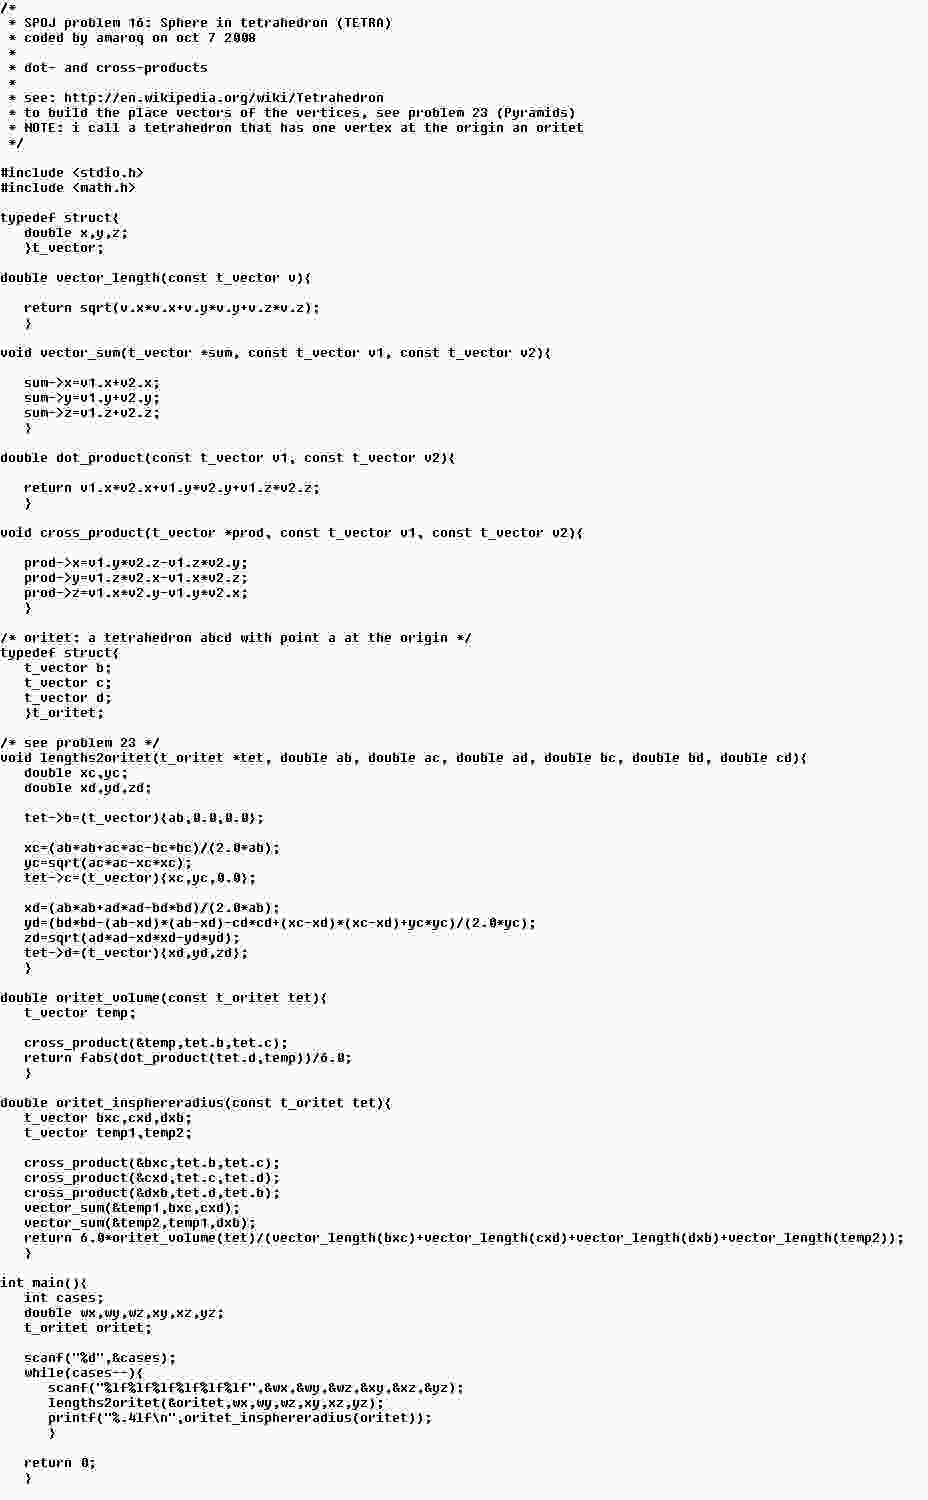 /*
 * SPOJ problem 16: Sphere in tetrahedron (TETRA)
 * coded by amaroq on oct 7 2008
 *
 * dot- and cross-products
 *
 * see: http://en.wikipedia.org/wiki/Tetrahedron
 * to build the place vectors of the vertices, see problem 23 (Pyramids)
 * NOTE: i call a tetrahedron that has one vertex at the origin an oritet
 */

#include <stdio.h>
#include <math.h>

typedef struct{
   double x,y,z;
   }t_vector;

double vector_length(const t_vector v){

   return sqrt(v.x*v.x+v.y*v.y+v.z*v.z);
   }

void vector_sum(t_vector *sum, const t_vector v1, const t_vector v2){

   sum->x=v1.x+v2.x;
   sum->y=v1.y+v2.y;
   sum->z=v1.z+v2.z;
   }

double dot_product(const t_vector v1, const t_vector v2){

   return v1.x*v2.x+v1.y*v2.y+v1.z*v2.z;
   }

void cross_product(t_vector *prod, const t_vector v1, const t_vector v2){

   prod->x=v1.y*v2.z-v1.z*v2.y;
   prod->y=v1.z*v2.x-v1.x*v2.z;
   prod->z=v1.x*v2.y-v1.y*v2.x;
   }

/* oritet: a tetrahedron abcd with point a at the origin */
typedef struct{
   t_vector b;
   t_vector c;
   t_vector d;
   }t_oritet;

/* see problem 23 */
void lengths2oritet(t_oritet *tet, double ab, double ac, double ad, double bc, double bd, double cd){
   double xc,yc;
   double xd,yd,zd;

   tet->b=(t_vector){ab,0.0,0.0};

   xc=(ab*ab+ac*ac-bc*bc)/(2.0*ab);
   yc=sqrt(ac*ac-xc*xc);
   tet->c=(t_vector){xc,yc,0.0};

   xd=(ab*ab+ad*ad-bd*bd)/(2.0*ab);
   yd=(bd*bd-(ab-xd)*(ab-xd)-cd*cd+(xc-xd)*(xc-xd)+yc*yc)/(2.0*yc);
   zd=sqrt(ad*ad-xd*xd-yd*yd);
   tet->d=(t_vector){xd,yd,zd};
   }

double oritet_volume(const t_oritet tet){
   t_vector temp;

   cross_product(&temp,tet.b,tet.c);
   return fabs(dot_product(tet.d,temp))/6.0;
   }

double oritet_insphereradius(const t_oritet tet){
   t_vector bxc,cxd,dxb;
   t_vector temp1,temp2;

   cross_product(&bxc,tet.b,tet.c);
   cross_product(&cxd,tet.c,tet.d);
   cross_product(&dxb,tet.d,tet.b);
   vector_sum(&temp1,bxc,cxd);
   vector_sum(&temp2,temp1,dxb);
   return 6.0*oritet_volume(tet)/(vector_length(bxc)+vector_length(cxd)+vector_length(dxb)+vector_length(temp2));
   }

int main(){
   int cases;
   double wx,wy,wz,xy,xz,yz;
   t_oritet oritet;

   scanf("%d",&cases);
   while(cases--){
      scanf("%lf%lf%lf%lf%lf%lf",&wx,&wy,&wz,&xy,&xz,&yz);
      lengths2oritet(&oritet,wx,wy,wz,xy,xz,yz);
      printf("%.4lf\n",oritet_insphereradius(oritet));
      }

   return 0;
   }